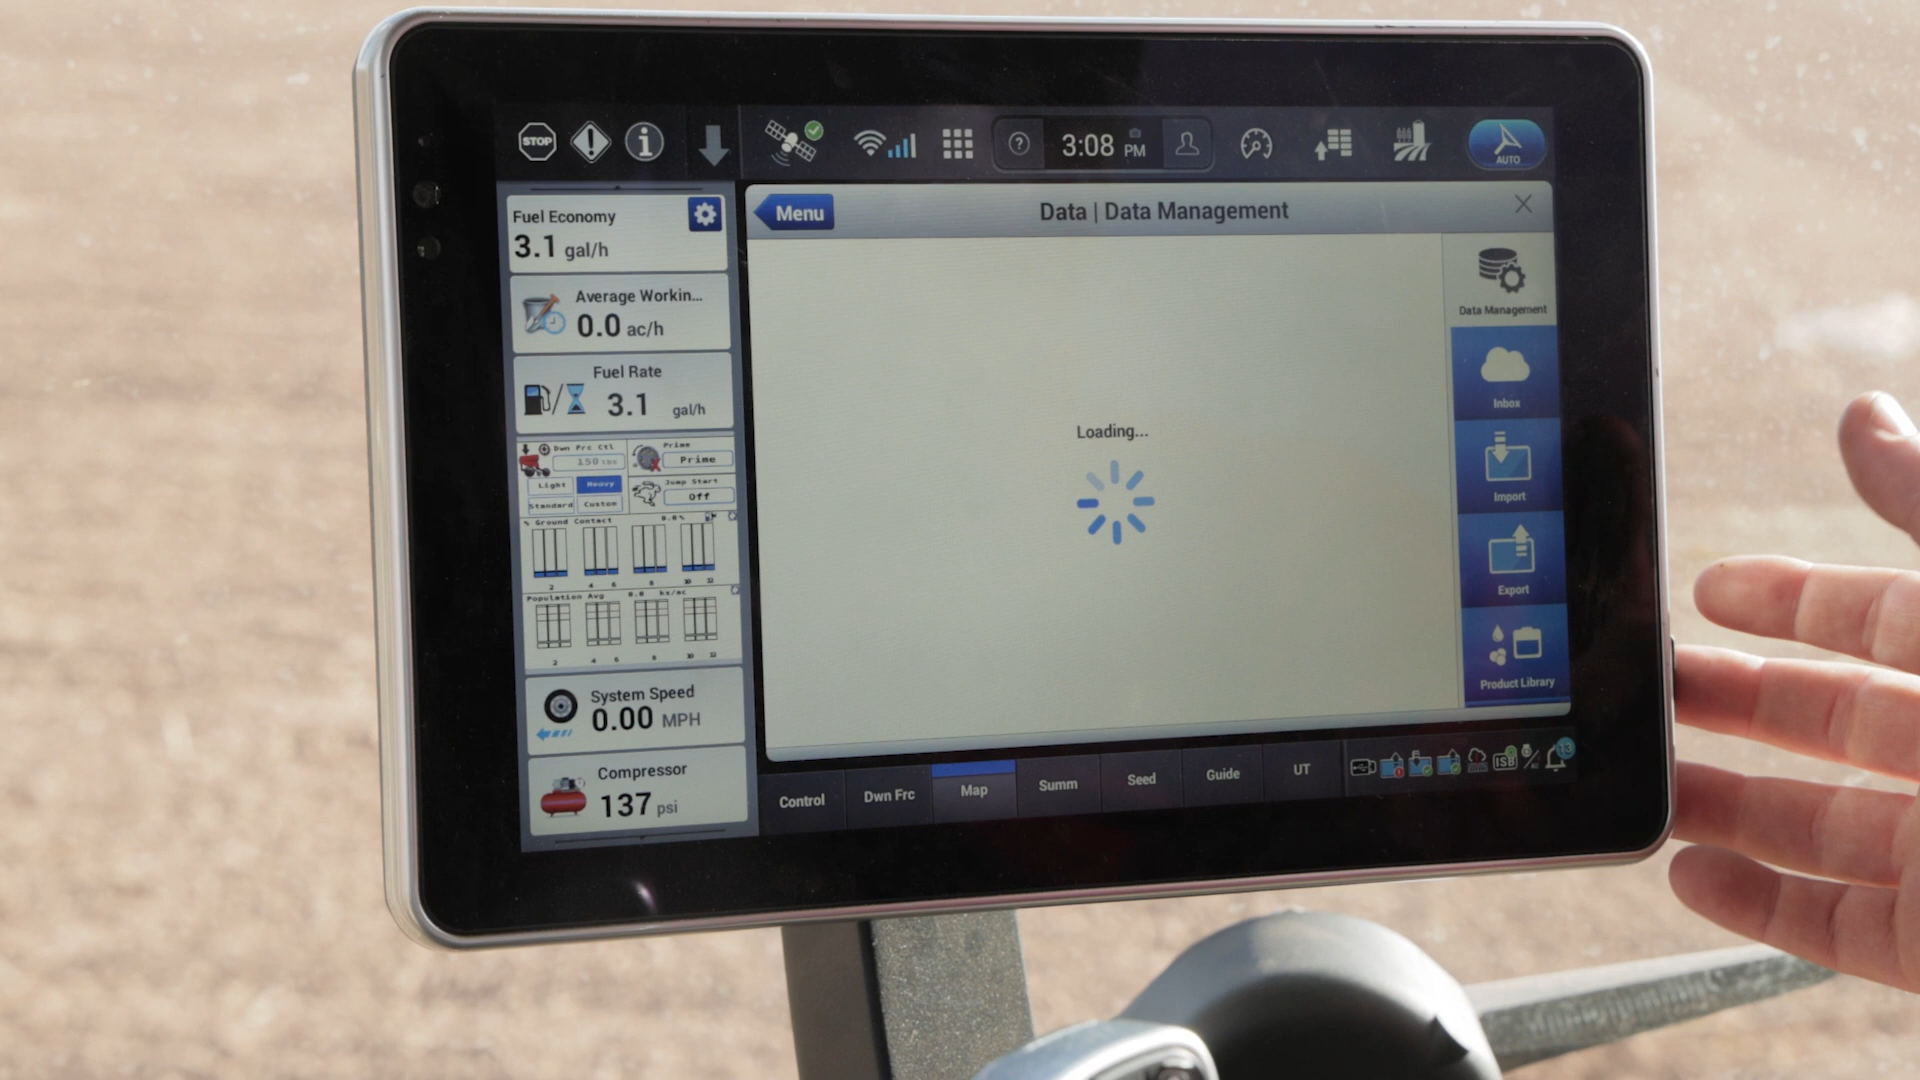 STOP
3:08 PM
AUTO
Fuel Economy
3.1 gal/h
Average Workin...
0.0 ac/h
Fuel Rate
3.1 gal/h
Dwn Frc Ctl
150 lbs
Light Heavy
Standard Custom
Prime
Prime
Jump Start
Off
% Ground Contact 0.0%
2 4 6 8 10 12
Population Avg 0.0 ks/ac
2 4 6 8 10 12
System Speed
0.00 MPH
Compressor
137 psi
Menu
Data | Data Management
Loading...
Data Management
Inbox
Import
Export
Product Library
Control Dwn Frc Map Summ Seed Guide UT
ISB
13